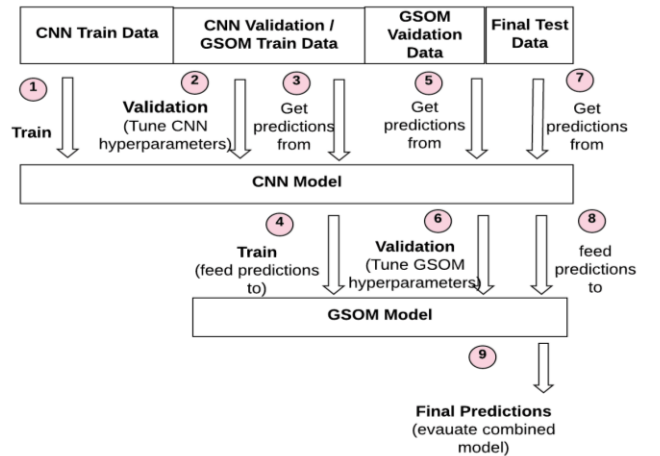 CNN Train Data
CNN Validation /
GSOM Train Data
GSOM
Vaidation
Data
Final Test
Data
1
Train
2
Validation
(Tune CNN
hyperparameters)
3
Get
predictions
from
5
Get
predictions
from
7
Get
predictions
from
CNN Model
4
Train
(feed predictions
to)
6
Validation
(Tune GSOM
hyperparameters)
8
feed
predictions
to
GSOM Model
9
Final Predictions
(evauate combined
model)